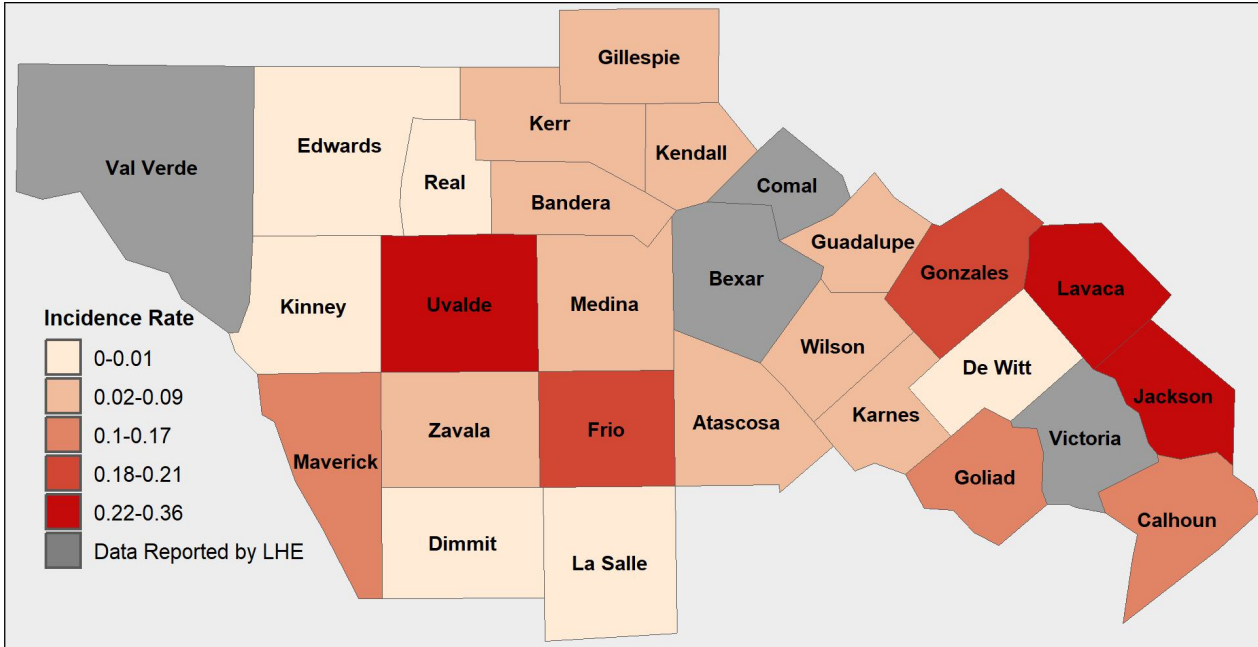 Gillespie
Kerr
Edwards
Kendall
Val Verde
Real
Comal
Bandera
Guadalupe
Gonzales
Bexar
Lavaca
Kinney
Uvalde
Medina
Wilson
De Witt
Jackson
Karnes
Atascosa
Zavala
Frio
Victoria
Maverick
Goliad
Calhoun
Dimmit
La Salle
Incidence Rate
0-0.01
0.02-0.09
0.1-0.17
0.18-0.21
0.22-0.36
Data Reported by LHE